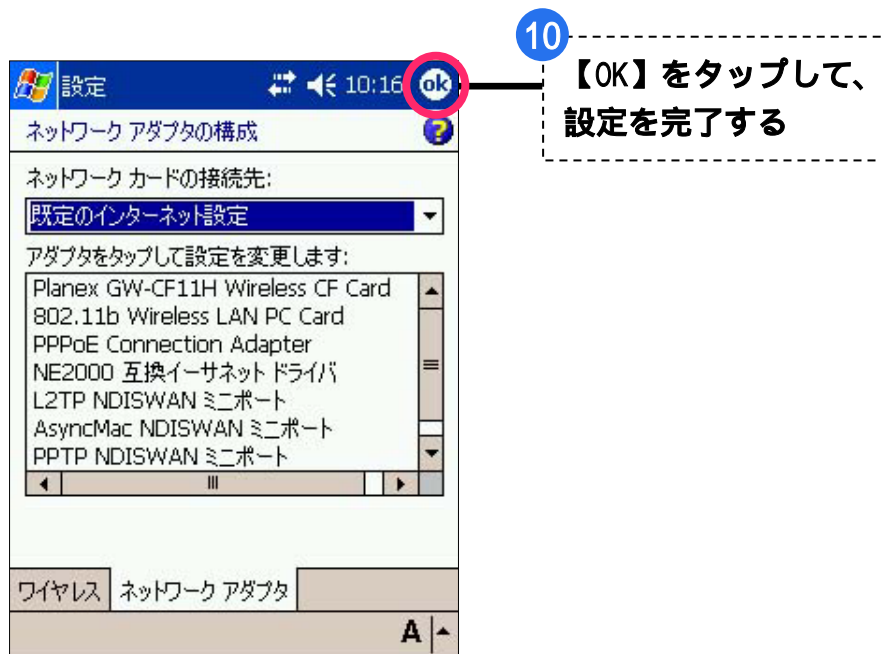 10
【OK】をタップして、
設定を完了する
設定 10:16 ok
ネットワーク アダプタの構成 ?
ネットワーク カードの接続先:
既定のインターネット設定
アダプタをタップして設定を変更します:
Planex GW-CF11H Wireless CF Card
802.11b Wireless LAN PC Card
PPPoE Connection Adapter
NE2000 互換イーサネット ドライバ
L2TP NDISWAN ミニポート
AsyncMac NDISWAN ミニポート
PPTP NDISWAN ミニポート
ワイヤレス ネットワーク アダプタ
A